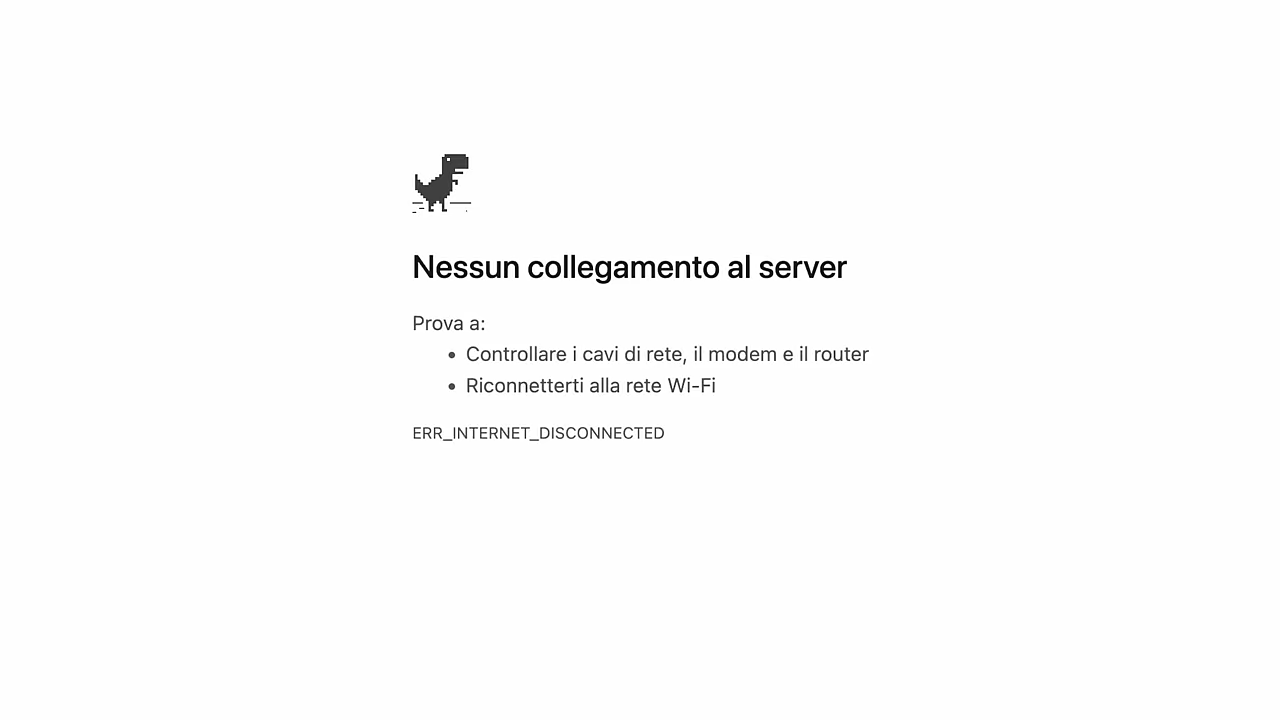 Nessun collegamento al server
Prova a:
• Controllare i cavi di rete, il modem e il router
• Riconnetterti alla rete Wi-Fi
ERR_INTERNET_DISCONNECTED